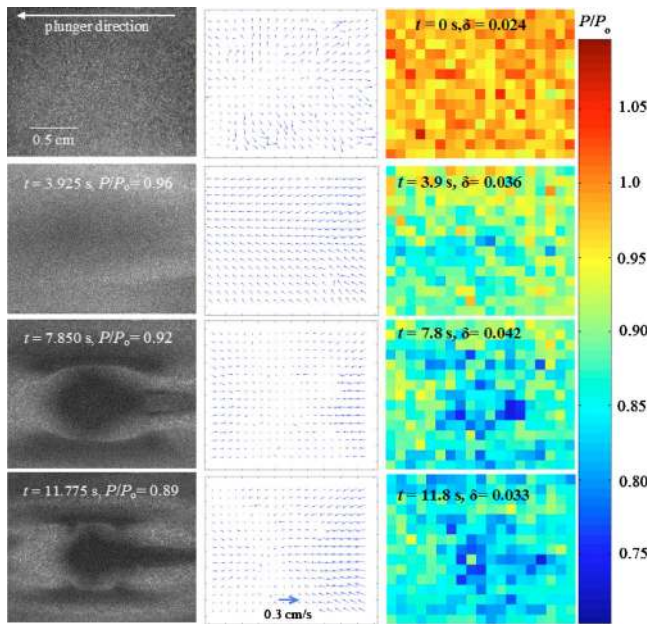 plunger direction
0.5 cm
t = 0 s,δ = 0.024
P/Pₒ
t = 3.925 s, P/Pₒ= 0.96
t = 3.9 s, δ= 0.036
t = 7.850 s, P/Pₒ= 0.92
t = 7.8 s, δ= 0.042
t = 11.775 s, P/Pₒ= 0.89
0.3 cm/s
t = 11.8 s, δ= 0.033
1.05
1.0
0.95
0.90
0.85
0.80
0.75